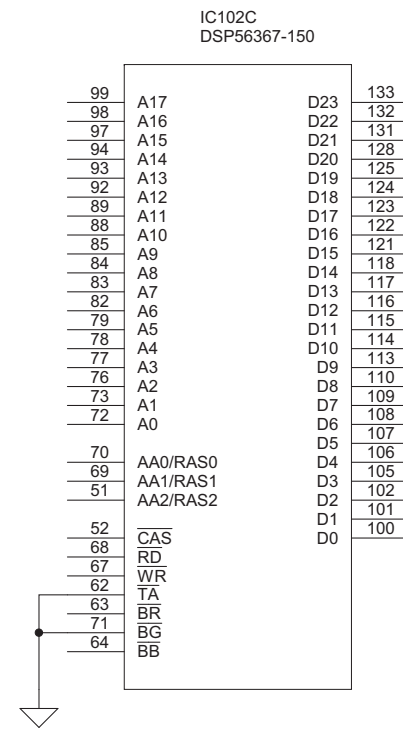 IC102C
DSP56367-150
99 A17 D23 133
98 A16 D22 132
97 A15 D21 131
94 A14 D20 128
93 A13 D19 125
92 A12 D18 124
89 A11 D17 123
88 A10 D16 122
85 A9 D15 121
84 A8 D14 118
83 A7 D13 117
82 A6 D12 116
79 A5 D11 115
78 A4 D10 114
77 A3 D9 113
76 A2 D8 110
73 A1 D7 109
72 A0 D6 108
D5 107
70 AA0/RAS0 D4 106
69 AA1/RAS1 D3 105
51 AA2/RAS2 D2 102
D1 101
52 CAS D0 100
68 RD
67 WR
62 TA
63 BR
71 BG
64 BB